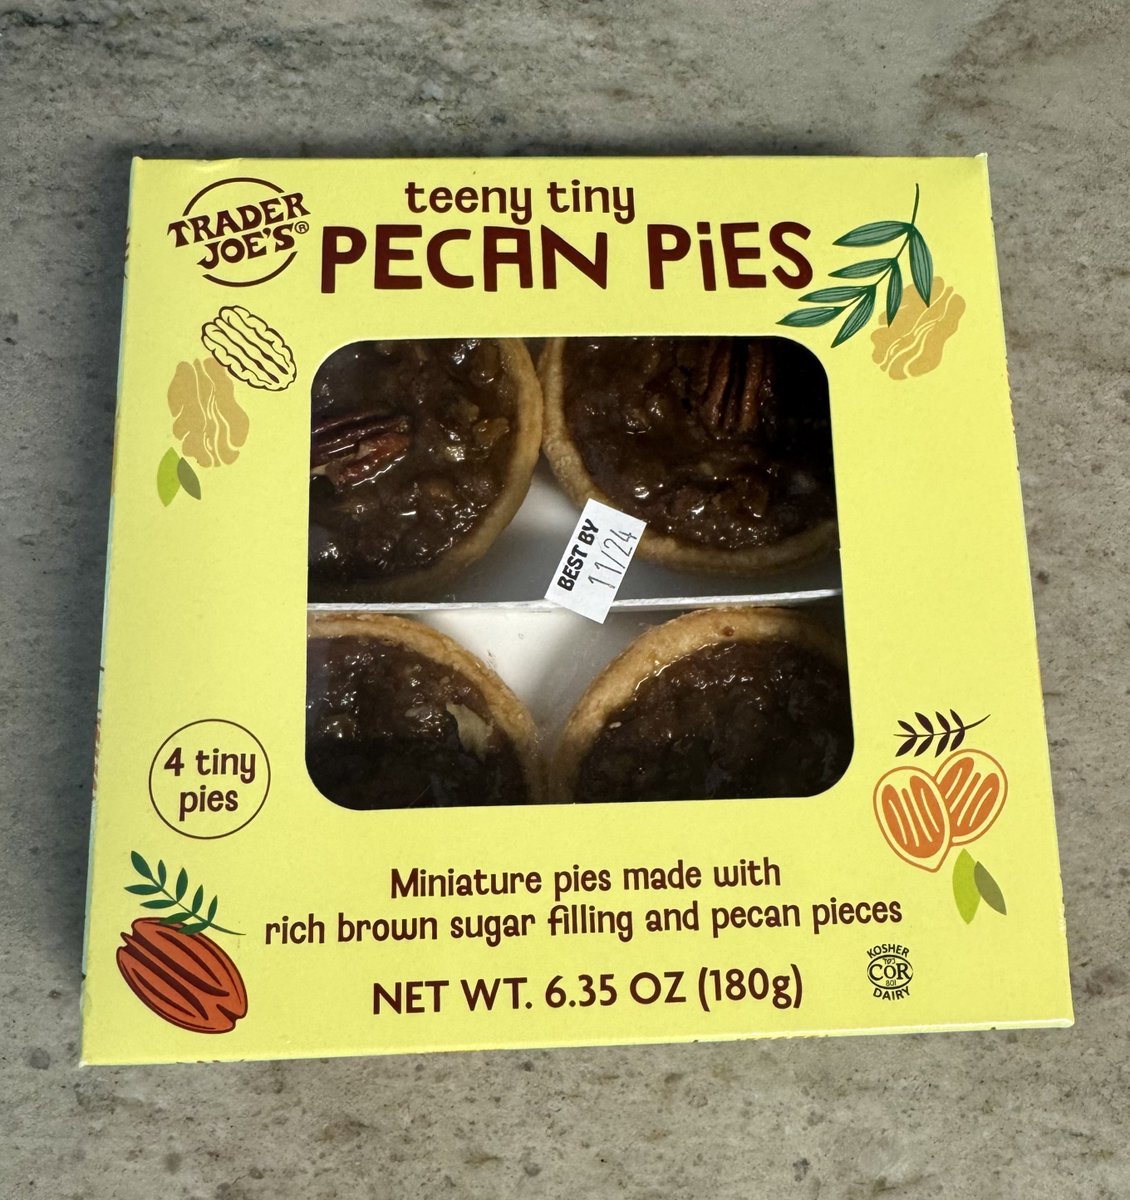 TRADER
JOE'S®
teeny tiny
PECAN PIES
BEST BY
11/24
4 tiny
pies
Miniature pies made with
rich brown sugar filling and pecan pieces
NET WT. 6.35 OZ (180g)
KOSHER
COR
801
DAIRY